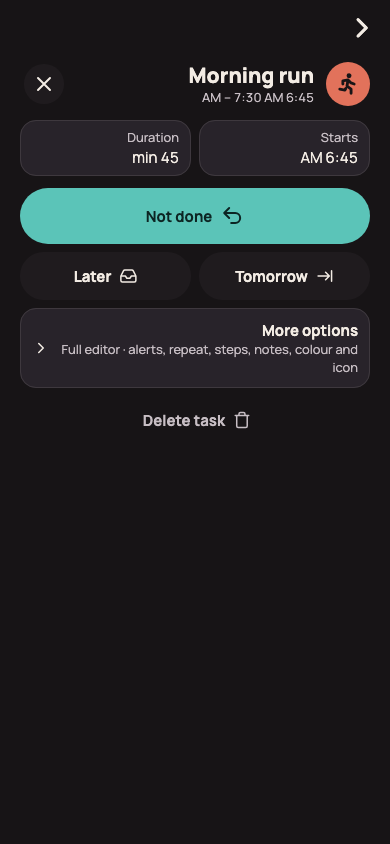 Morning run
AM – 7:30 AM 6:45
Duration
min 45
Starts
AM 6:45
Not done
Later
Tomorrow
More options
Full editor · alerts, repeat, steps, notes, colour and
icon
Delete task